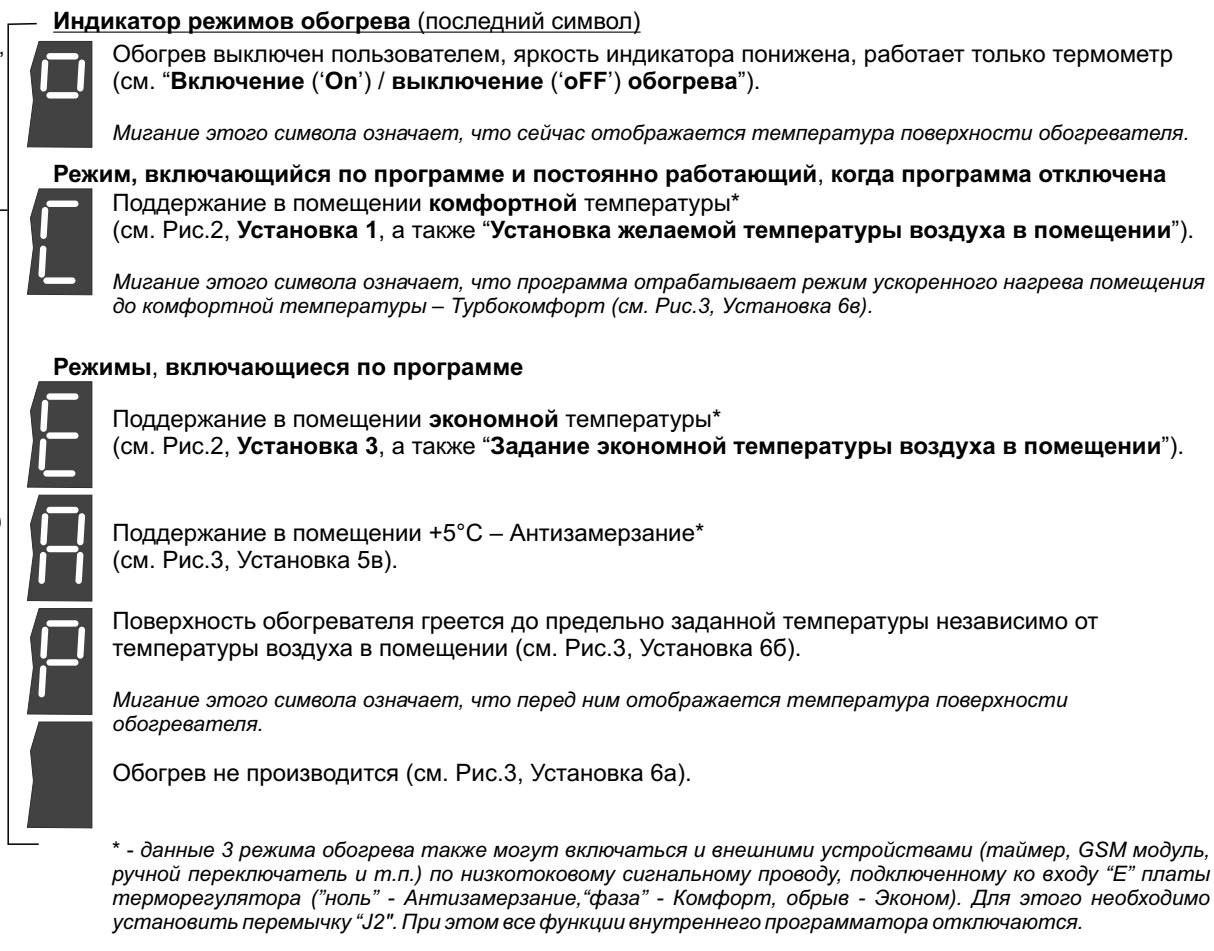 Индикатор режимов обогрева (последний символ)
Обогрев выключен пользователем, яркость индикатора понижена, работает только термометр
(см. “Включение (‘On’) / выключение (‘oFF’) обогрева”).
Мигание этого символа означает, что сейчас отображается температура поверхности обогревателя.
Режим, включающийся по программе и постоянно работающий, когда программа отключена
Поддержание в помещении комфортной температуры*
(см. Рис.2, Установка 1, а также “Установка желаемой температуры воздуха в помещении”).
Мигание этого символа означает, что программа отрабатывает режим ускоренного нагрева помещения
до комфортной температуры – Турбокомфорт (см. Рис.3, Установка 6в).
Режимы, включающиеся по программе
E
Поддержание в помещении экономной температуры*
(см. Рис.2, Установка 3, а также “Задание экономной температуры воздуха в помещении”).
A
Поддержание в помещении +5°C – Антизамерзание*
(см. Рис.3, Установка 5в).
P
Поверхность обогревателя греется до предельно заданной температуры независимо от
температуры воздуха в помещении (см. Рис.3, Установка 6б).
Мигание этого символа означает, что перед ним отображается температура поверхности
обогревателя.
Обогрев не производится (см. Рис.3, Установка 6а).
* - данные 3 режима обогрева также могут включаться и внешними устройствами (таймер, GSM модуль,
ручной переключатель и т.п.) по низкотоковому сигнальному проводу, подключенному ко входу “E” платы
терморегулятора ("ноль" - Антизамерзание,“фаза" - Комфорт, обрыв - Эконом). Для этого необходимо
установить перемычку “J2". При этом все функции внутреннего программатора отключаются.